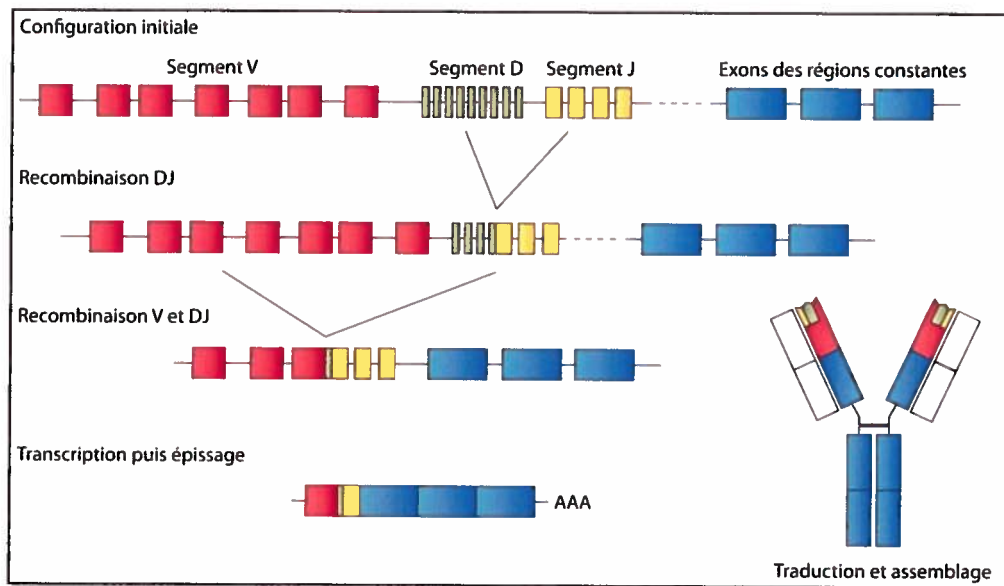 Configuration initiale
Segment V
Segment D
Segment J
Exons des régions constantes
Recombinaison DJ
Recombinaison V et DJ
Transcription puis épissage
AAA
Traduction et assemblage